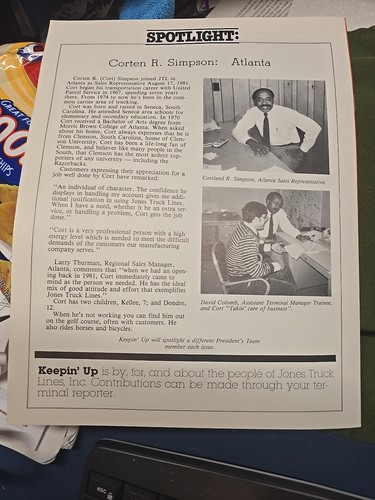 SPOTLIGHT:
Corten R. Simpson: Atlanta
Corten R. (Cort) Simpson joined JTL in
Atlanta as Sales Representative August 17, 1981.
Cort began his transportation career with United
Parcel Service in 1967, spending seven years
there. From 1974 to now he's been in the com-
mon carrier area of trucking.
Cort was born and raised in Seneca, South
Carolina. He attended Seneca area schools for
elementary and secondary education. In 1970
Cort received a Bachelor of Arts degree from
Morris Brown College of Atlanta. When asked
about his home, Cort always expresses that he is
from Clemson, South Carolina, home of Clem-
son University. Cort has been a life-long fan of
Clemson, and believes like many people in the
South, that Clemson has the most ardent sup-
porters of any university — including the
Razorbacks.
Customers expressing their appreciation for a
job well done by Cort have remarked:
"An individual of character. The confidence he
displays in handling my account gives me addi-
tional justification in using Jones Truck Lines.
When I have a need, whether it be an extra ser-
vice, or handling a problem, Cort gets the job
done."
"Cort is a very professional person with a high
energy level which is needed to meet the difficult
demands of the customers our manufacturing
company serves."
Larry Thurman, Regional Sales Manager,
Atlanta, comments that "when we had an open-
ing back in 1981, Cort immediately came to
mind as the person we needed. He has the ideal
mix of good attitude and effort that exemplifies
Jones Truck Lines."
Cort has two children, Kellee, 7; and Dondre,
12.
When he's not working you can find him out
on the golf course, often with customers. He
also rides horses and bicycles.
Cortland R. Simpson, Atlanta Sales Representative.
David Colomb, Assistant Terminal Manager Trainee,
and Cort "Takin' care of business".
Keepin' Up will spotlight a different President's Team
member each issue.
Keepin' Up is by, for, and about the people of Jones Truck
Lines, Inc. Contributions can be made through your ter-
minal reporter.
CHIPS
esc